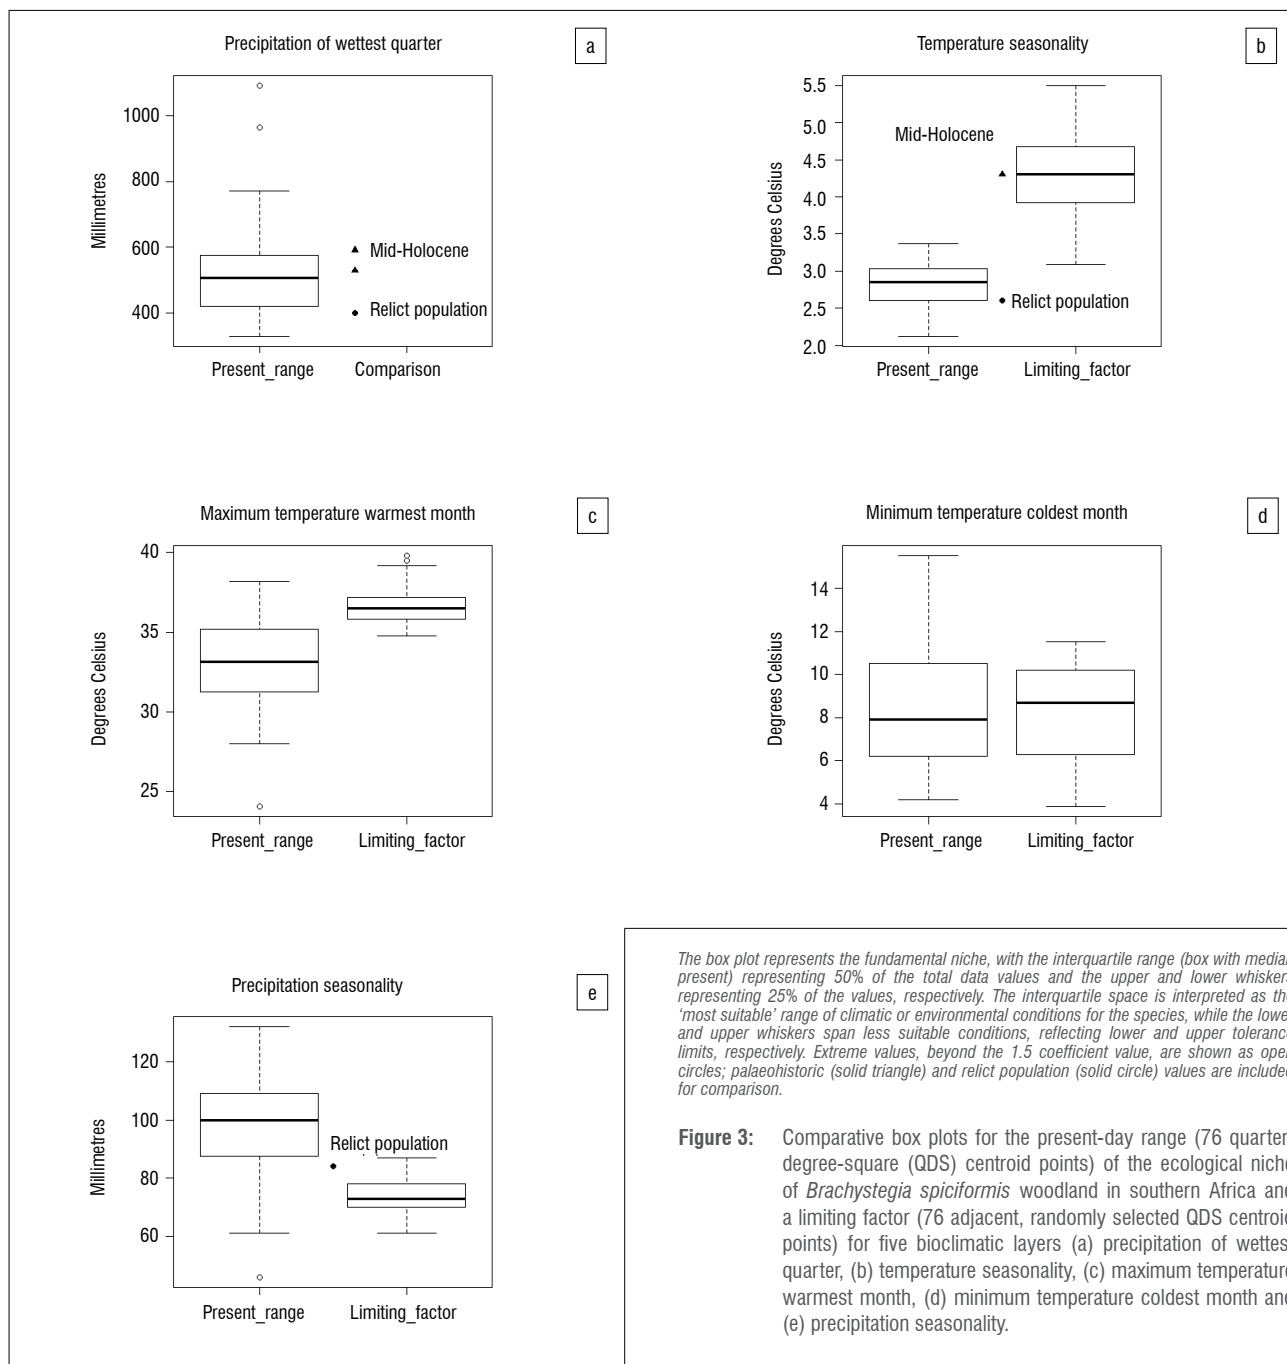 Precipitation of wettest quarter
a
Millimetres
1000
800
600
400
Mid-Holocene
Relict population
Present_range
Comparison
Temperature seasonality
b
Degrees Celsius
5.5
5.0
4.5
4.0
3.5
3.0
2.5
2.0
Mid-Holocene
Relict population
Present_range
Limiting_factor
Maximum temperature warmest month
c
Degrees Celsius
40
35
30
25
Present_range
Limiting_factor
Minimum temperature coldest month
d
Degrees Celsius
14
12
10
8
6
4
Present_range
Limiting_factor
Precipitation seasonality
e
Millimetres
120
100
80
60
Relict population
Present_range
Limiting_factor
The box plot represents the fundamental niche, with the interquartile range (box with median
present) representing 50% of the total data values and the upper and lower whiskers
representing 25% of the values, respectively. The interquartile space is interpreted as the
‘most suitable’ range of climatic or environmental conditions for the species, while the lower
and upper whiskers span less suitable conditions, reflecting lower and upper tolerance
limits, respectively. Extreme values, beyond the 1.5 coefficient value, are shown as open
circles; palaeohistoric (solid triangle) and relict population (solid circle) values are included
for comparison.
Figure 3: Comparative box plots for the present-day range (76 quarter-
degree-square (QDS) centroid points) of the ecological niche
of Brachystegia spiciformis woodland in southern Africa and
a limiting factor (76 adjacent, randomly selected QDS centroid
points) for five bioclimatic layers (a) precipitation of wettest
quarter, (b) temperature seasonality, (c) maximum temperature
warmest month, (d) minimum temperature coldest month and
(e) precipitation seasonality.